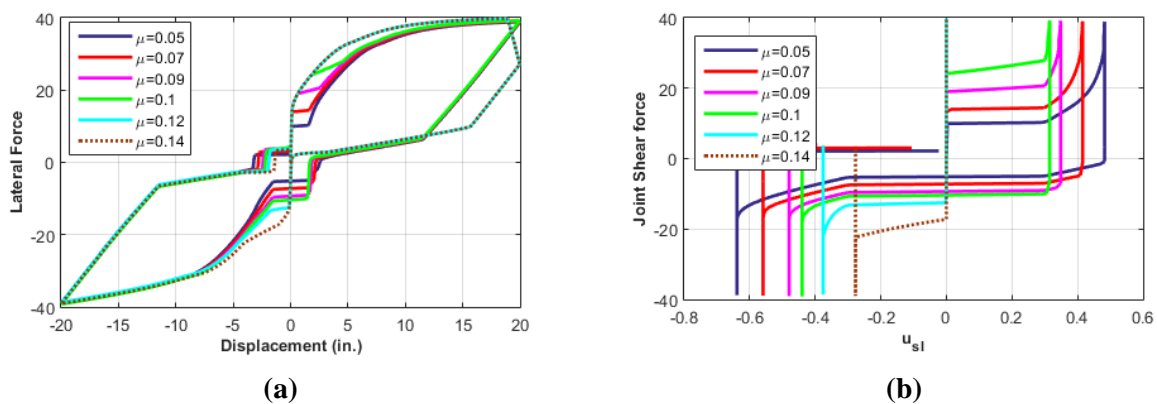 40
20
0
-20
-40
Lateral Force
μ=0.05
μ=0.07
μ=0.09
μ=0.1
μ=0.12
μ=0.14
-20 -15 -10 -5 0 5 10 15 20
Displacement (in.)
(a)
40
20
0
-20
-40
Joint Shear force
μ=0.05
μ=0.07
μ=0.09
μ=0.1
μ=0.12
μ=0.14
-0.8 -0.6 -0.4 -0.2 0 0.2 0.4 0.6
usl
(b)